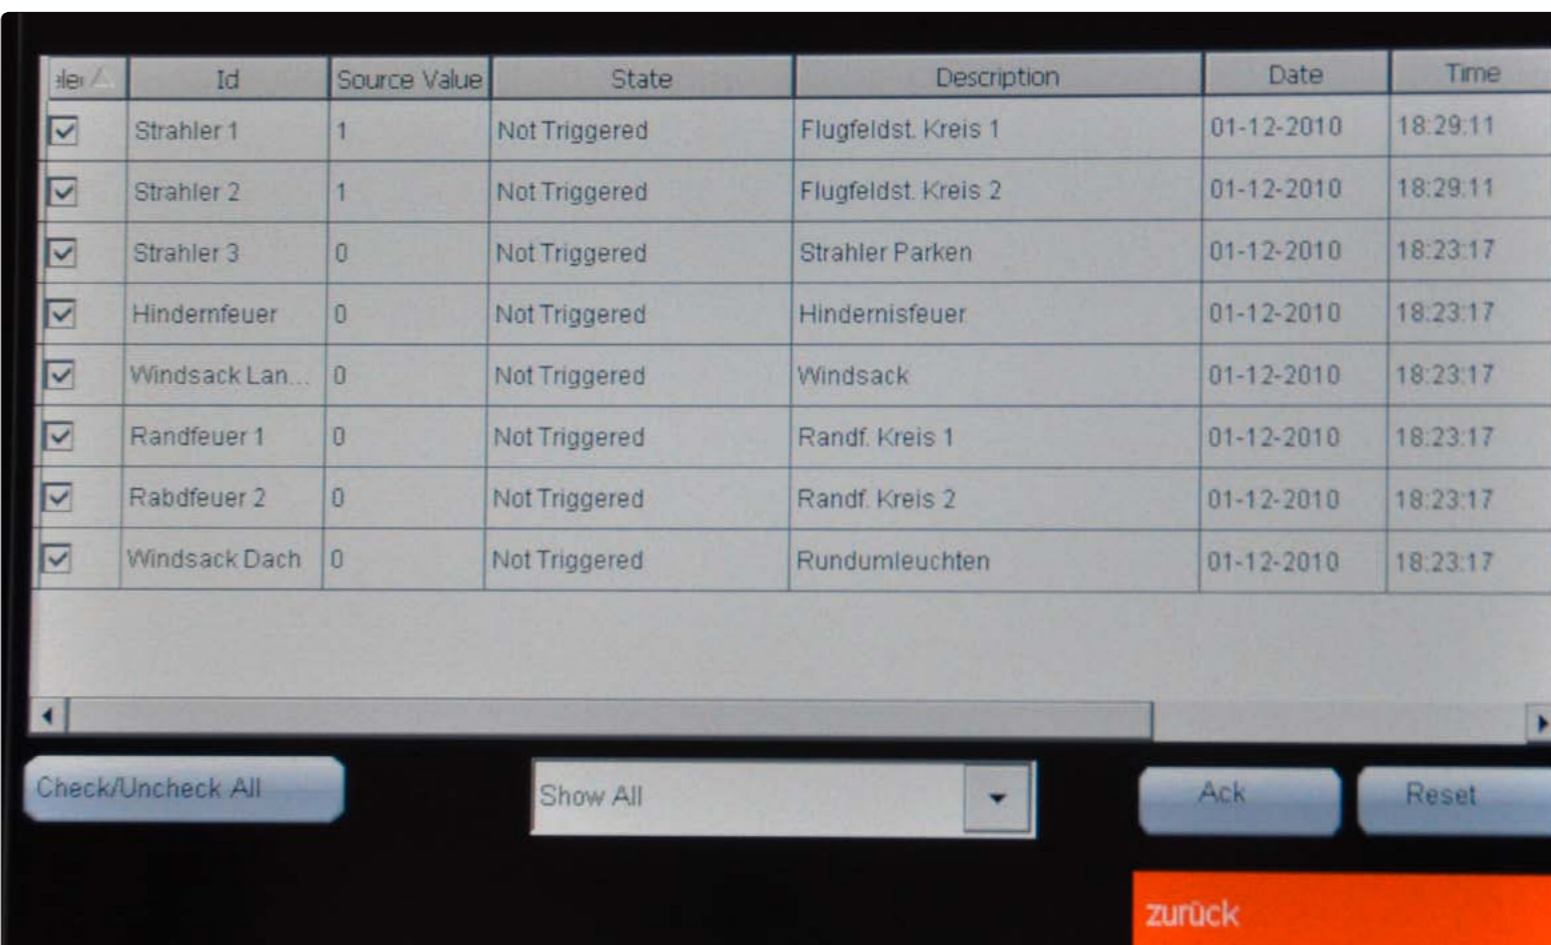 Id Source Value State Description Date Time
Strahler 1 1 Not Triggered Flugfeldst. Kreis 1 01-12-2010 18:29:11
Strahler 2 1 Not Triggered Flugfeldst. Kreis 2 01-12-2010 18:29:11
Strahler 3 0 Not Triggered Strahler Parken 01-12-2010 18:23:17
Hindernfeuer 0 Not Triggered Hindernisfeuer 01-12-2010 18:23:17
Windsack Lan... 0 Not Triggered Windsack 01-12-2010 18:23:17
Randfeuer 1 0 Not Triggered Randf. Kreis 1 01-12-2010 18:23:17
Rabdfeuer 2 0 Not Triggered Randf. Kreis 2 01-12-2010 18:23:17
Windsack Dach 0 Not Triggered Rundumleuchten 01-12-2010 18:23:17
Check/Uncheck All Show All Ack Reset
zurück